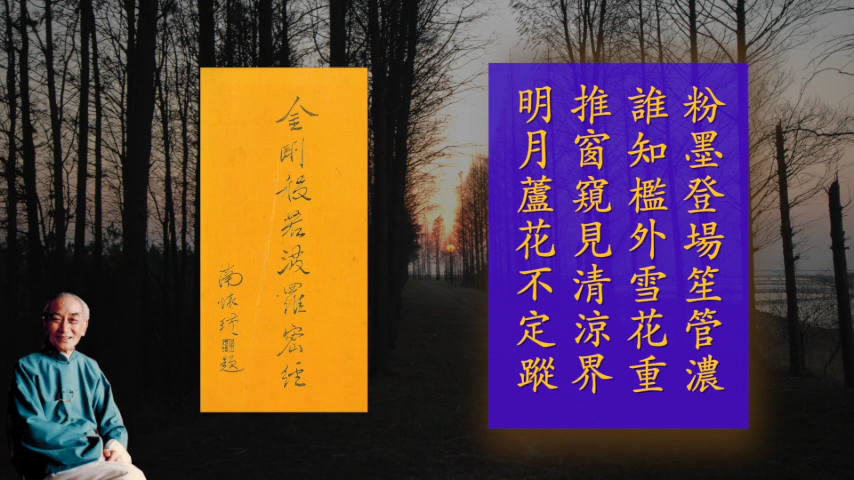 粉墨登場笙管濃
誰知檻外雪花重
推窗窺見清涼界
明月蘆花不定蹤
金剛般若波羅密經
南懷瑾題